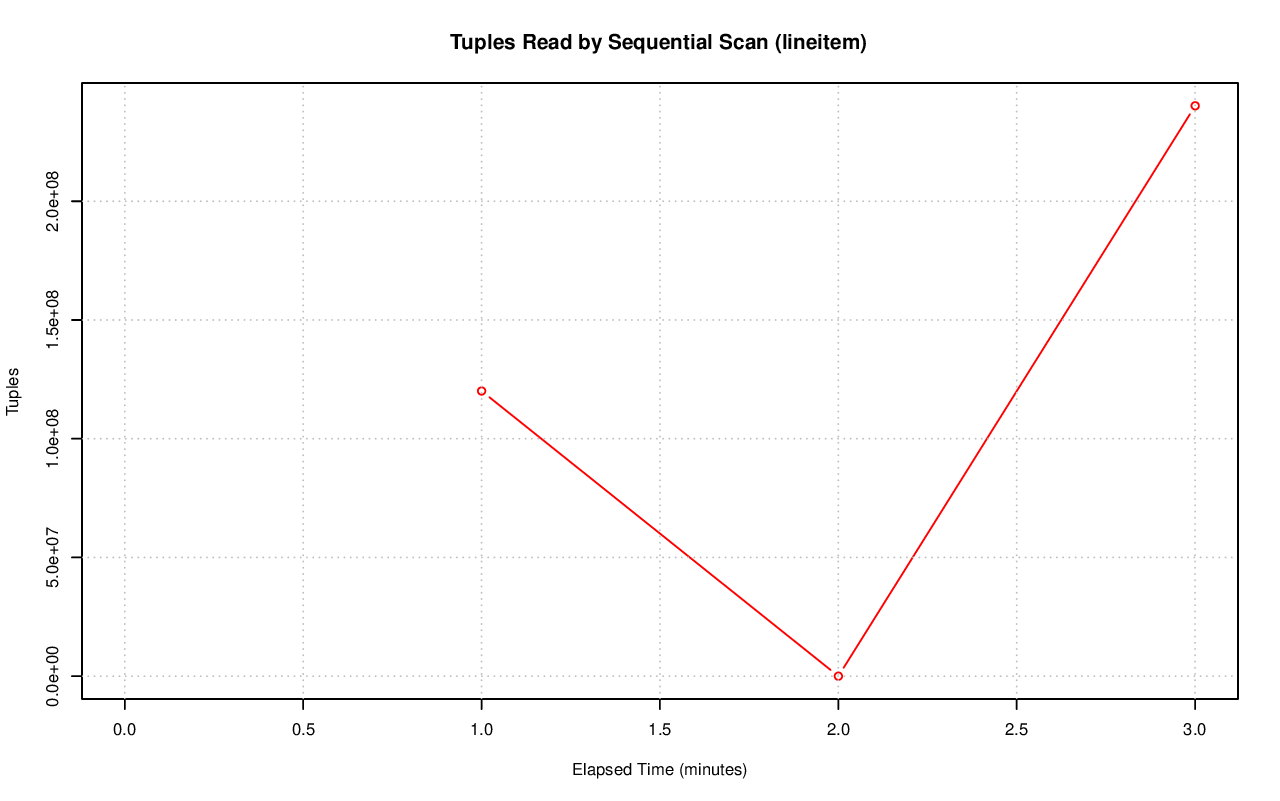 Tuples Read by Sequential Scan (lineitem)
Tuples
2.0e+08
1.5e+08
1.0e+08
5.0e+07
0.0e+00
0.0 0.5 1.0 1.5 2.0 2.5 3.0
Elapsed Time (minutes)